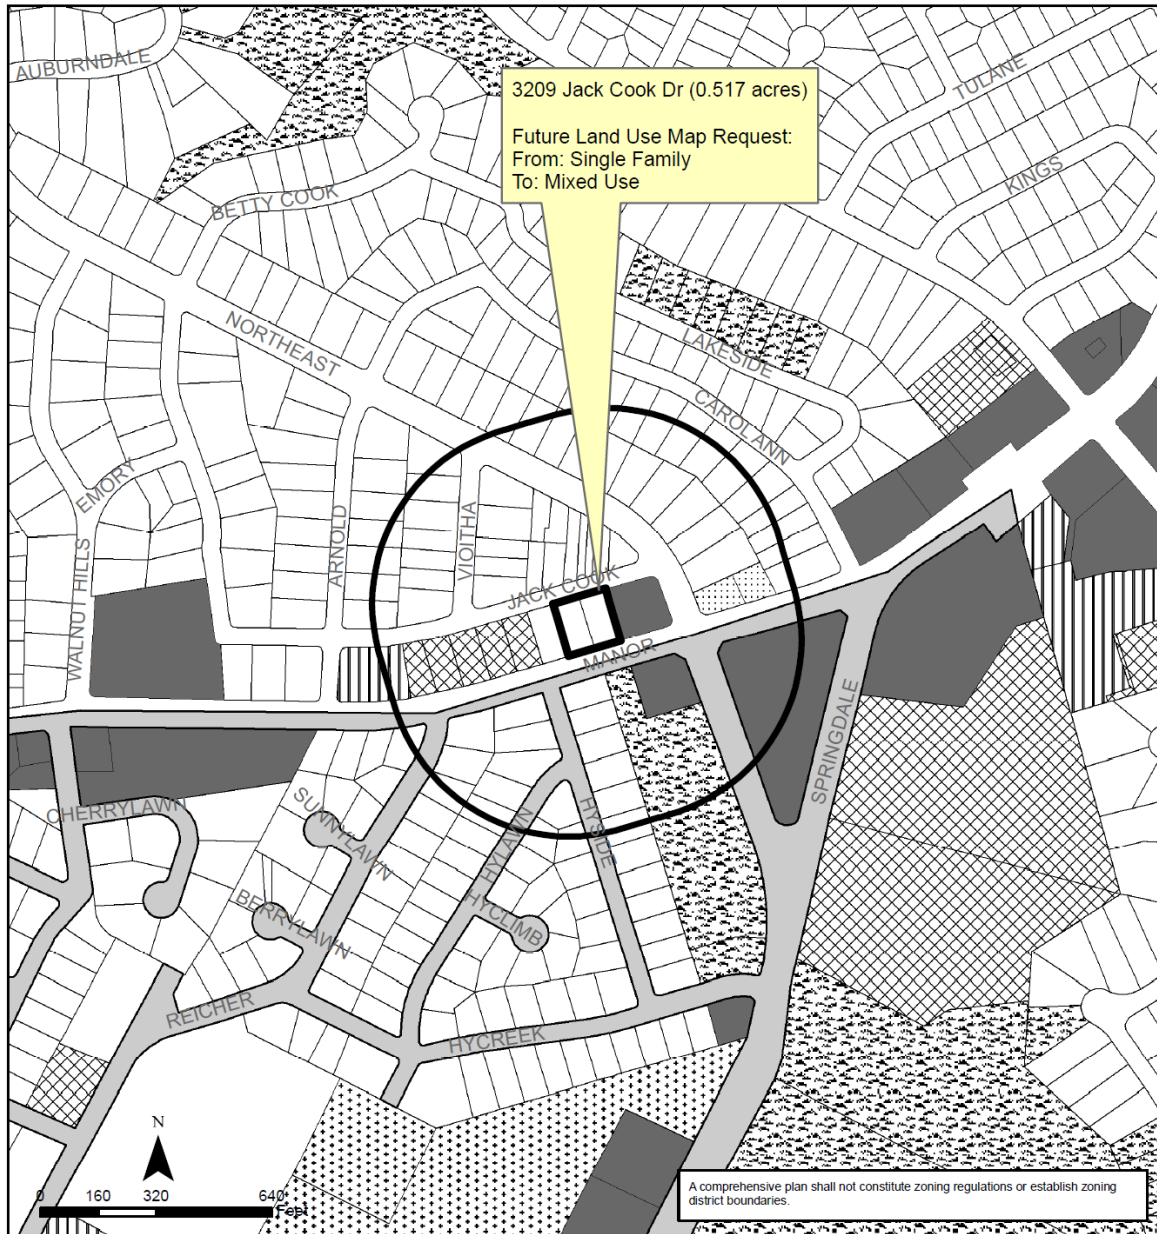 AUBURNDALE
3209 Jack Cook Dr (0.517 acres)
Future Land Use Map Request:
From: Single Family
To: Mixed Use
TULANE
KINGS
BETTY COOK
NORTHEAST
LAKESIDE
CAROL ANN
EMORY
WALNUT HILLS
ARNOLD
VIOITHA
JACK COOK
MANOR
SPRINGDALE
CHERRYLAWN
SUNNYLAWN
HYLAWN
HYSIDE
BERRYLAWN
HYCLIMB
REICHER
HYCREEK
N
0 160 320 640
Feet
A comprehensive plan shall not constitute zoning regulations or establish zoning
district boundaries.